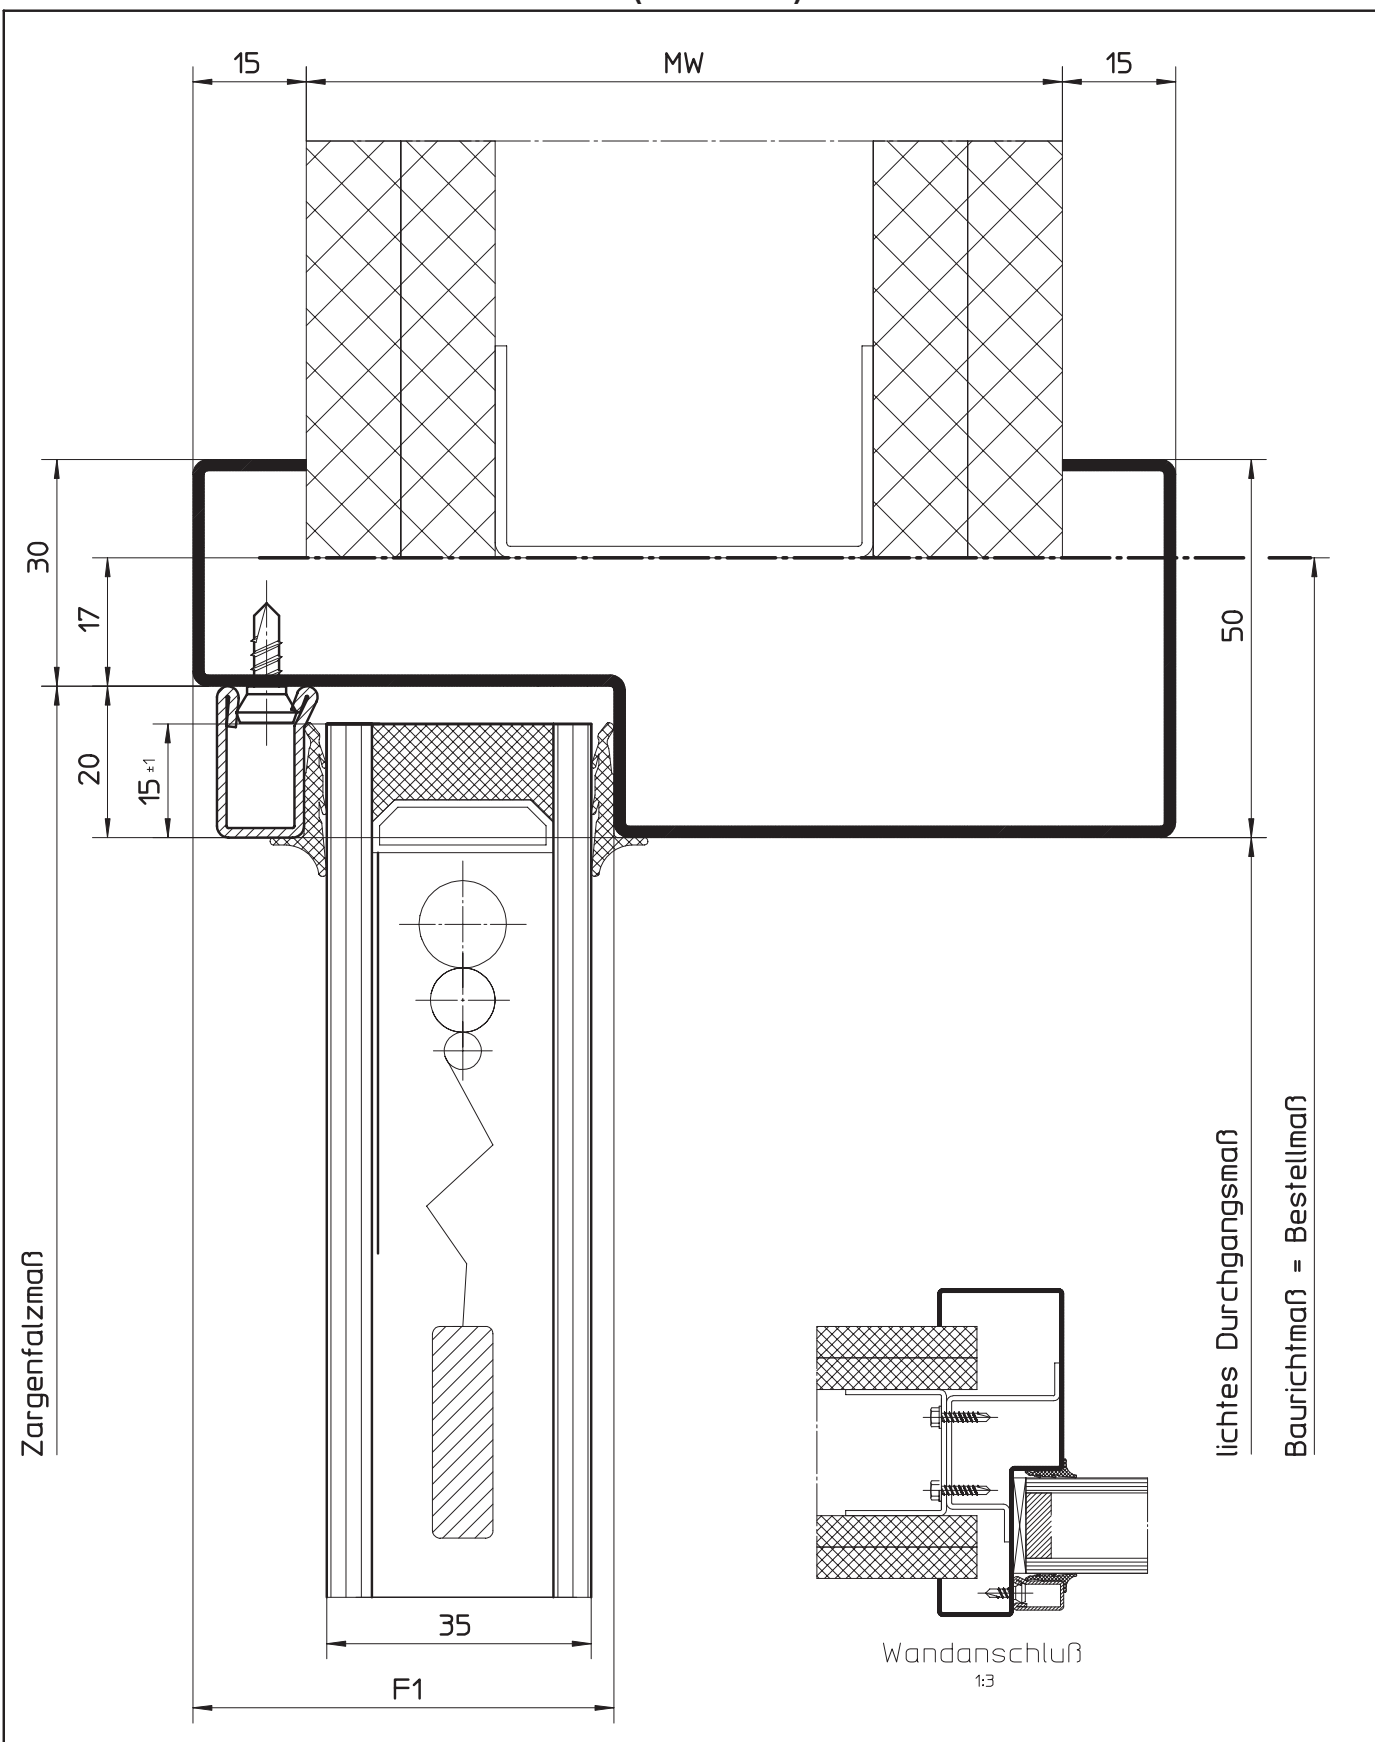 15
MW
15
30
17
50
20
15 ±1
Zargenfalzmaß
lichtes Durchgangsmaß
Baurichtmaß = Bestellmaß
35
F1
Wandanschluß
1:3